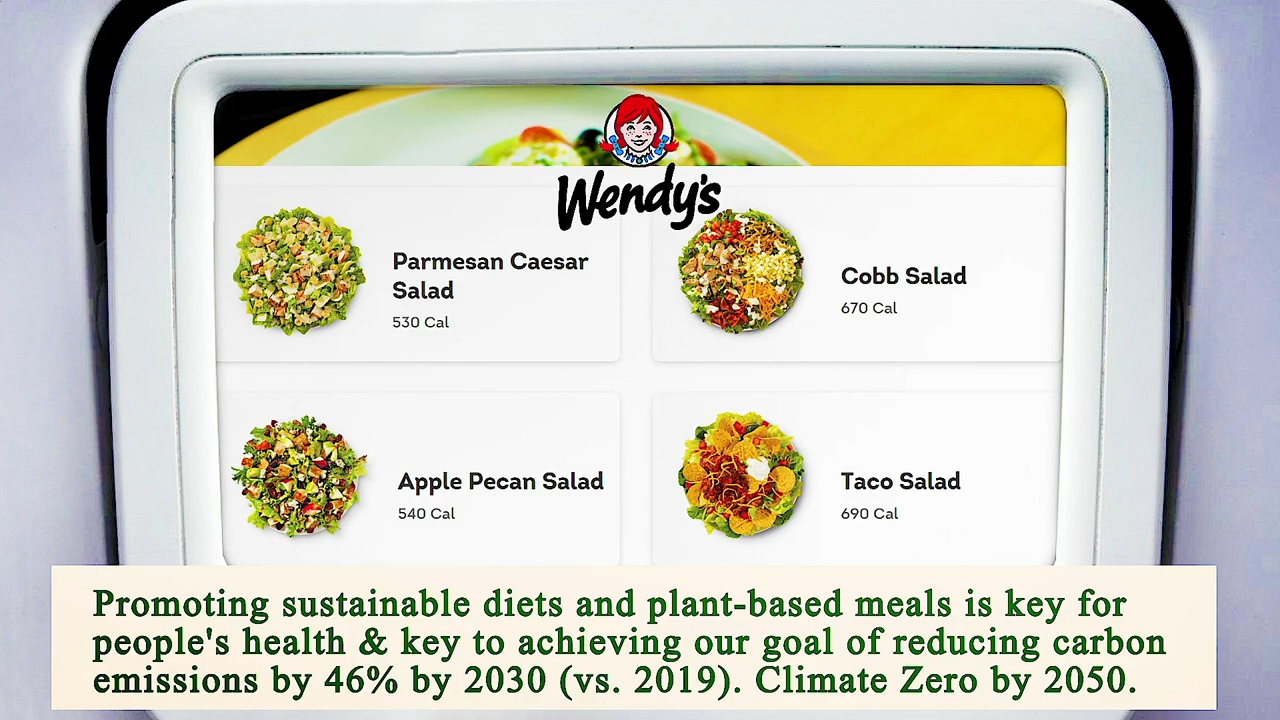 Wendy's
Parmesan Caesar
Salad
530 Cal
Cobb Salad
670 Cal
Apple Pecan Salad
540 Cal
Taco Salad
690 Cal
Promoting sustainable diets and plant-based meals is key for
people's health & key to achieving our goal of reducing carbon
emissions by 46% by 2030 (vs. 2019). Climate Zero by 2050.